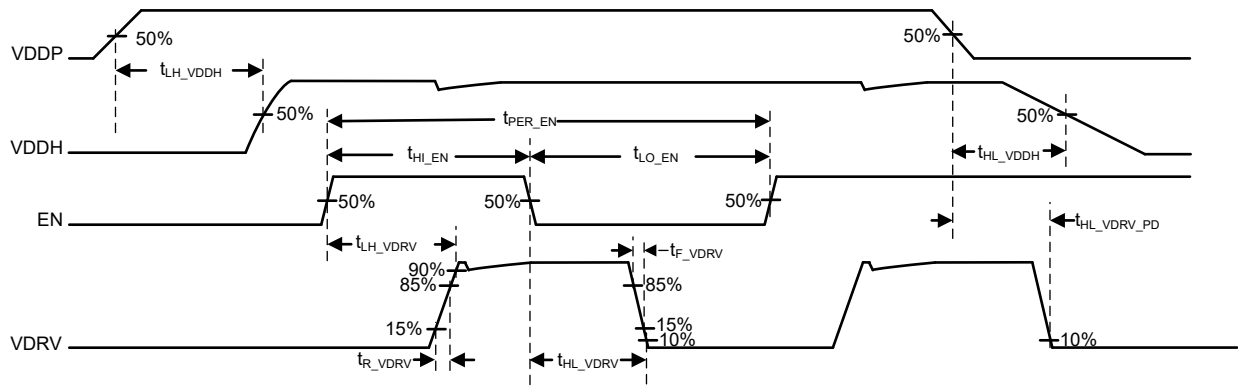 VDDP
50%
50%
tLH_VDDH
50%
50%
tPER_EN
VDDH
tHI_EN
tLO_EN
tHL_VDDH
EN
50%
50%
50%
tHL_VDRV_PD
tLH_VDRV
tF_VDRV
90%
85%
85%
15%
15%
10%
10%
VDRV
tR_VDRV
tHL_VDRV